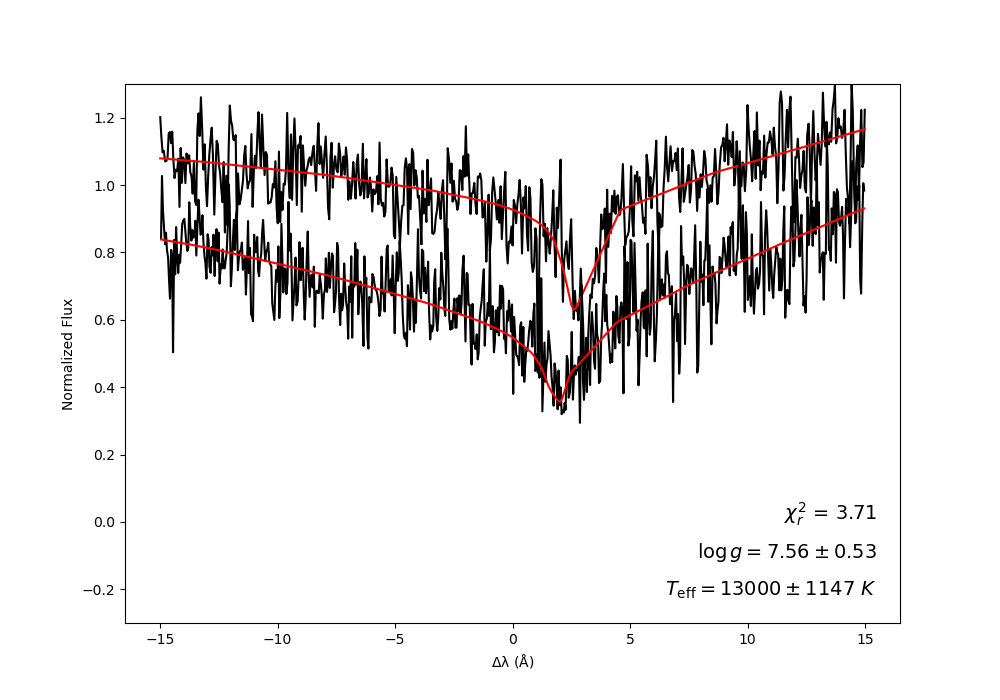 1.2
1.0
0.8
0.6
0.4
0.2
0.0
−0.2
Normalized Flux
χ²ᵣ = 3.71
log g = 7.56 ± 0.53
T_eff = 13000 ± 1147 K
−15 −10 −5 0 5 10 15
Δλ (Å)